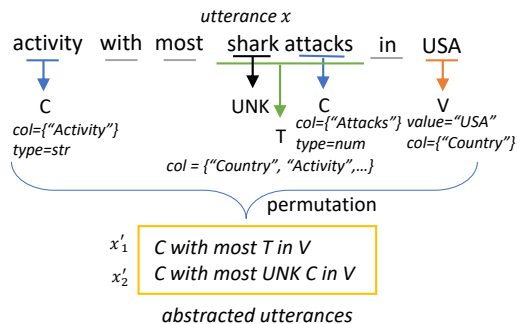 utterance x
activity with most shark attacks in USA
C UNK C V
T
col={“Activity”}
type=str
col={“Attacks”}
type=num
value=“USA”
col={“Country”}
col = {“Country”, “Activity”,…}
permutation
x′₁ C with most T in V
x′₂ C with most UNK C in V
abstracted utterances